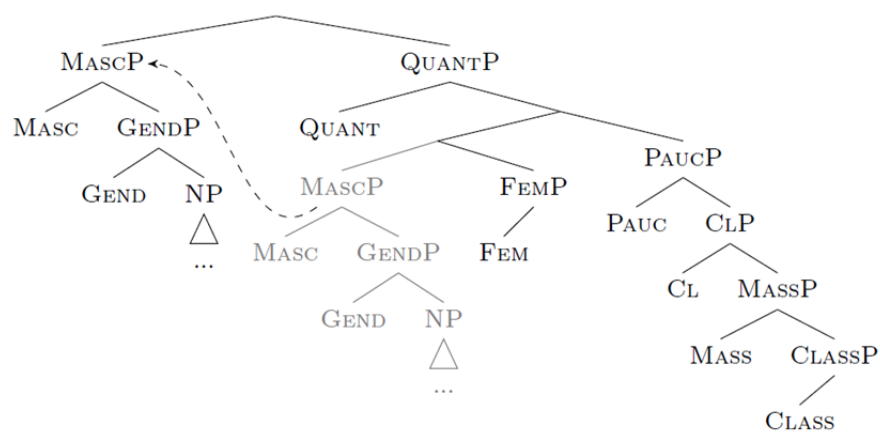 MASCP QUANTP
MASC GENDP QUANT
PAUCP
GEND NP MASCP FEMP
PAUC CLP
... MASC GENDP FEM
CL MASSP
GEND NP
MASS CLASSP
...
CLASS